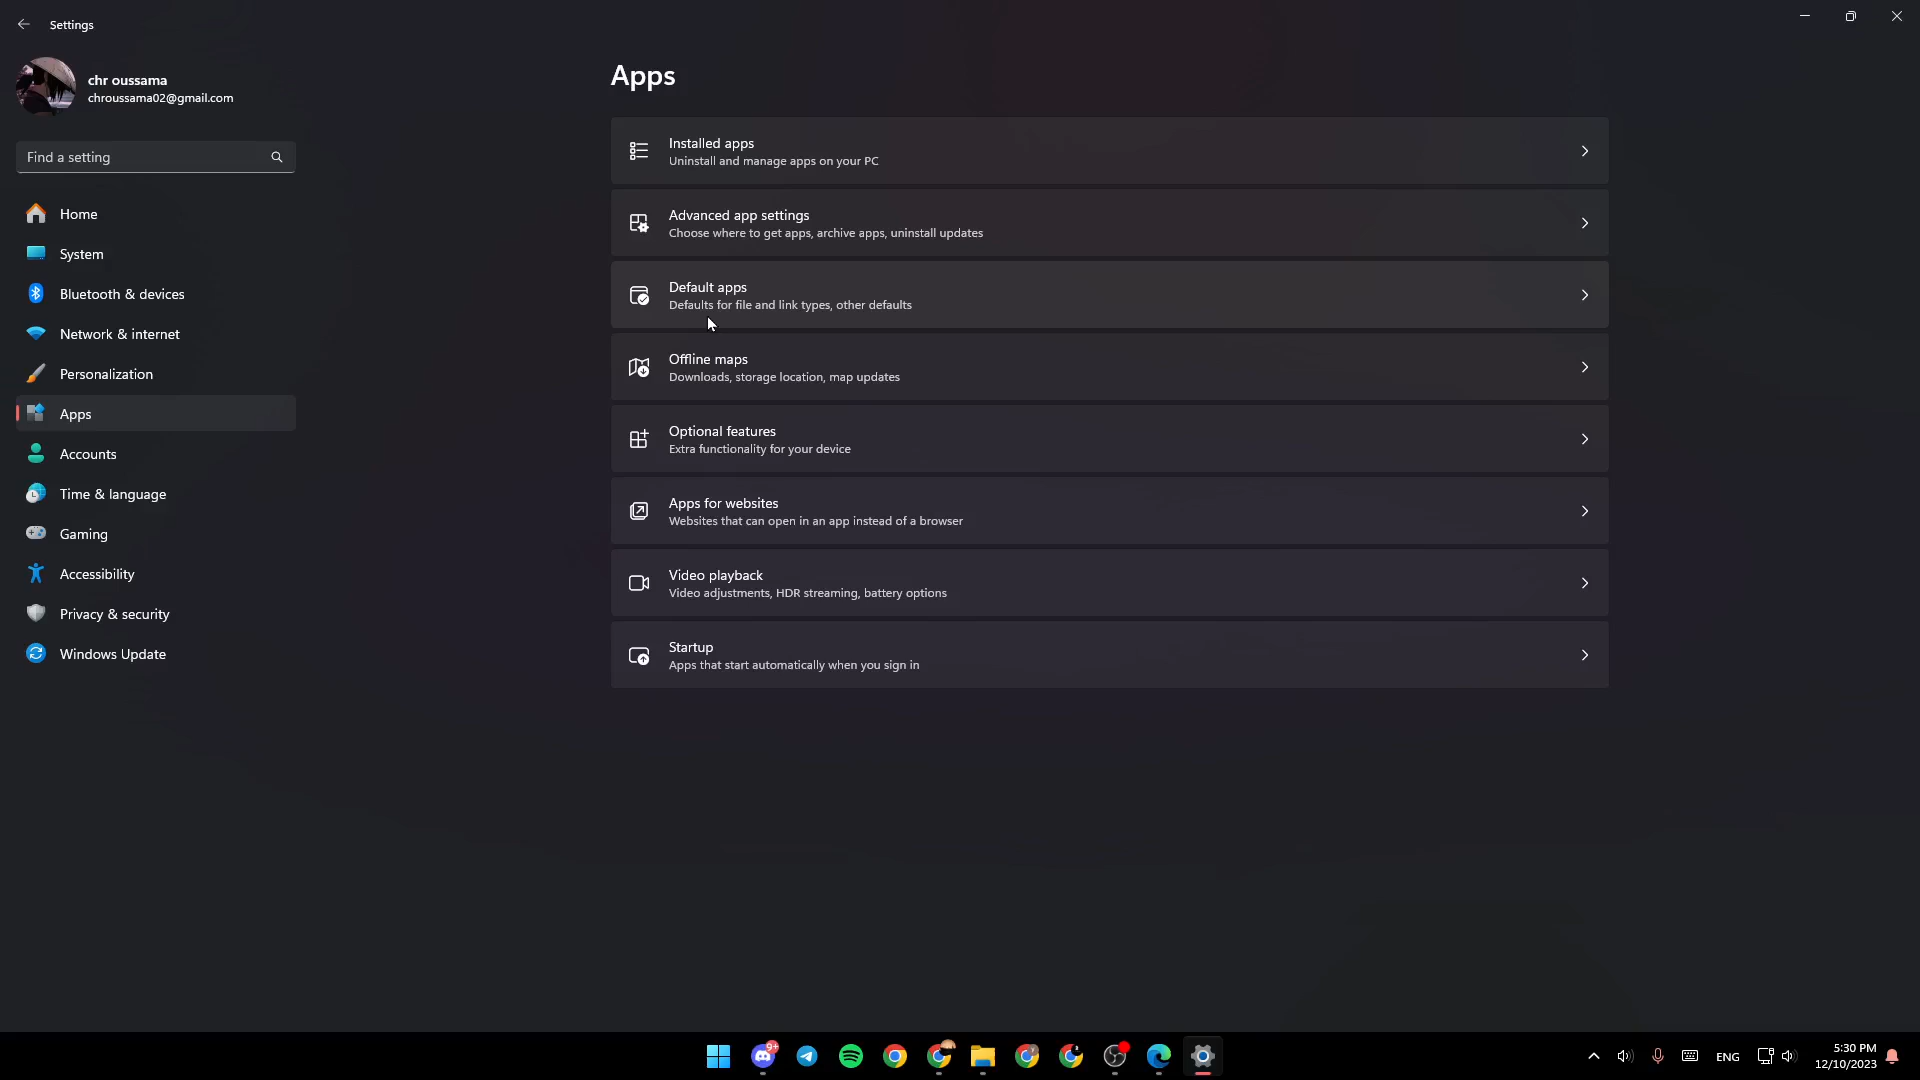 Settings
chr oussama
chroussama02@gmail.com
Find a setting
Home
System
Bluetooth & devices
Network & internet
Personalization
Apps
Accounts
Time & language
Gaming
Accessibility
Privacy & security
Windows Update
Apps
Installed apps
Uninstall and manage apps on your PC
Advanced app settings
Choose where to get apps, archive apps, uninstall updates
Default apps
Defaults for file and link types, other defaults
Offline maps
Downloads, storage location, map updates
Optional features
Extra functionality for your device
Apps for websites
Websites that can open in an app instead of a browser
Video playback
Video adjustments, HDR streaming, battery options
Startup
Apps that start automatically when you sign in
9+
ENG
5:30 PM
12/10/2023